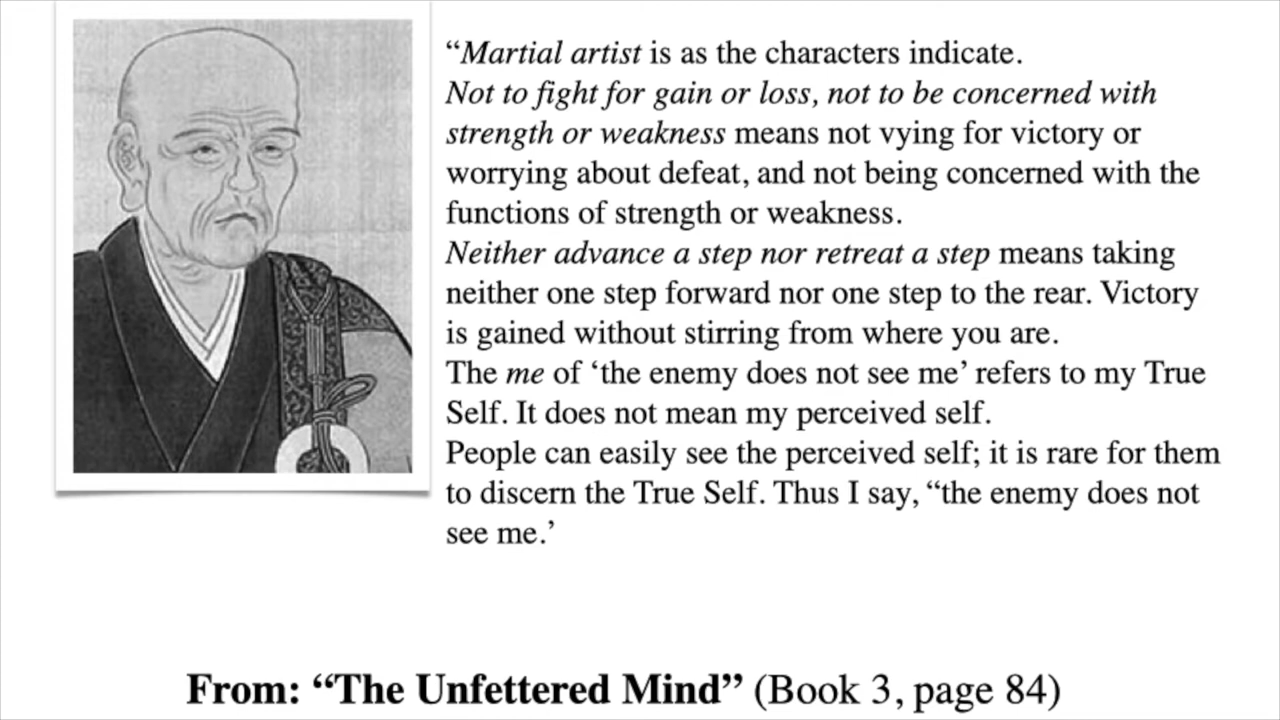 “Martial artist is as the characters indicate.
Not to fight for gain or loss, not to be concerned with
strength or weakness means not vying for victory or
worrying about defeat, and not being concerned with the
functions of strength or weakness.
Neither advance a step nor retreat a step means taking
neither one step forward nor one step to the rear. Victory
is gained without stirring from where you are.
The me of ‘the enemy does not see me’ refers to my True
Self. It does not mean my perceived self.
People can easily see the perceived self; it is rare for them
to discern the True Self. Thus I say, “the enemy does not
see me.’
From: “The Unfettered Mind” (Book 3, page 84)